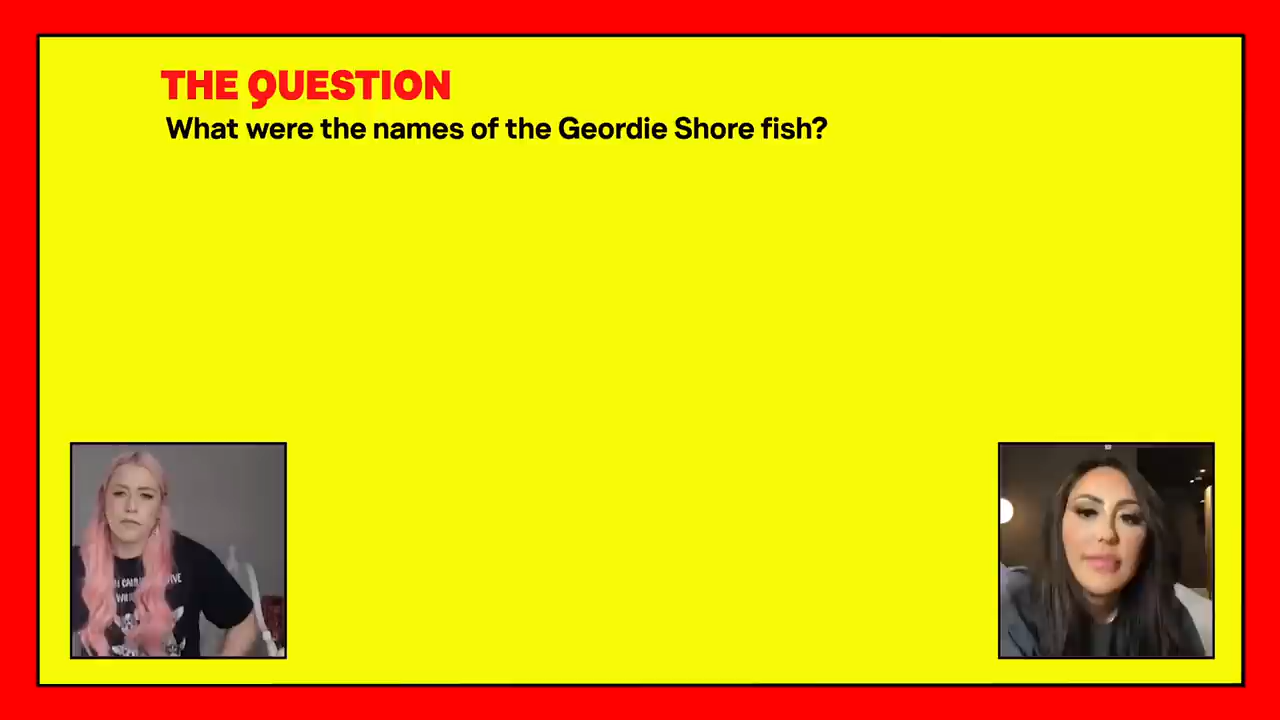 THE QUESTION
What were the names of the Geordie Shore fish?